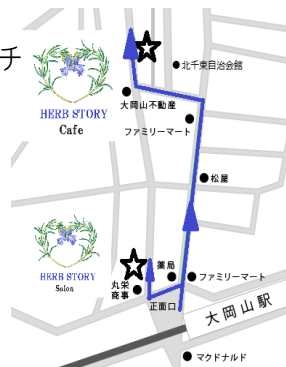 チ
北千束自治会館
HERB STORY
Cafe
大岡山不動産
ファミリーマート
松屋
HERB STORY
Salon
薬局
ファミリーマート
丸栄
商事
正面口
大岡山駅
マクドナルド